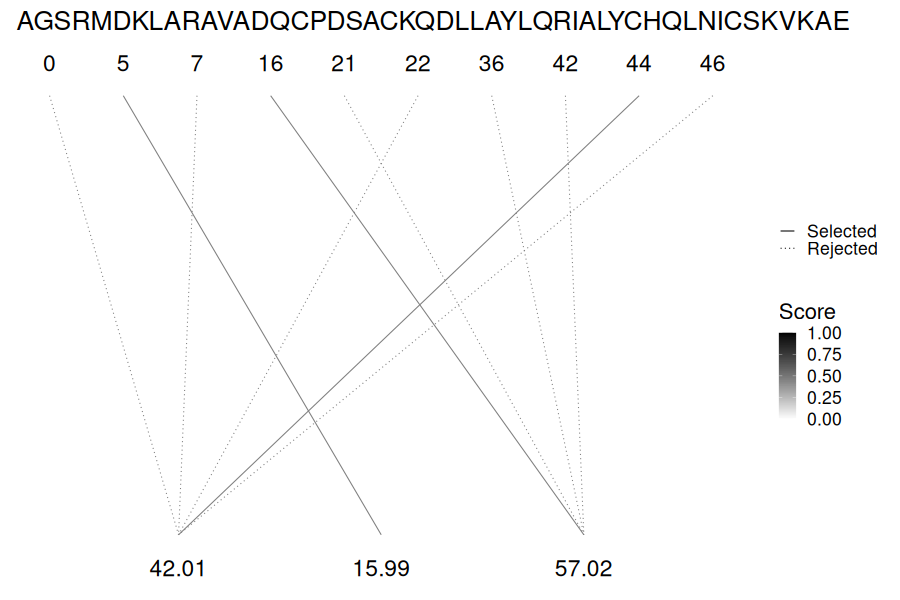 AGSRMDKLARAVADQCPDSACKQDLLAYLQRIALYCHQLNICSKVKAE
0 5 7 16 21 22 36 42 44 46
Selected
Rejected
Score
1.00
0.75
0.50
0.25
0.00
42.01 15.99 57.02